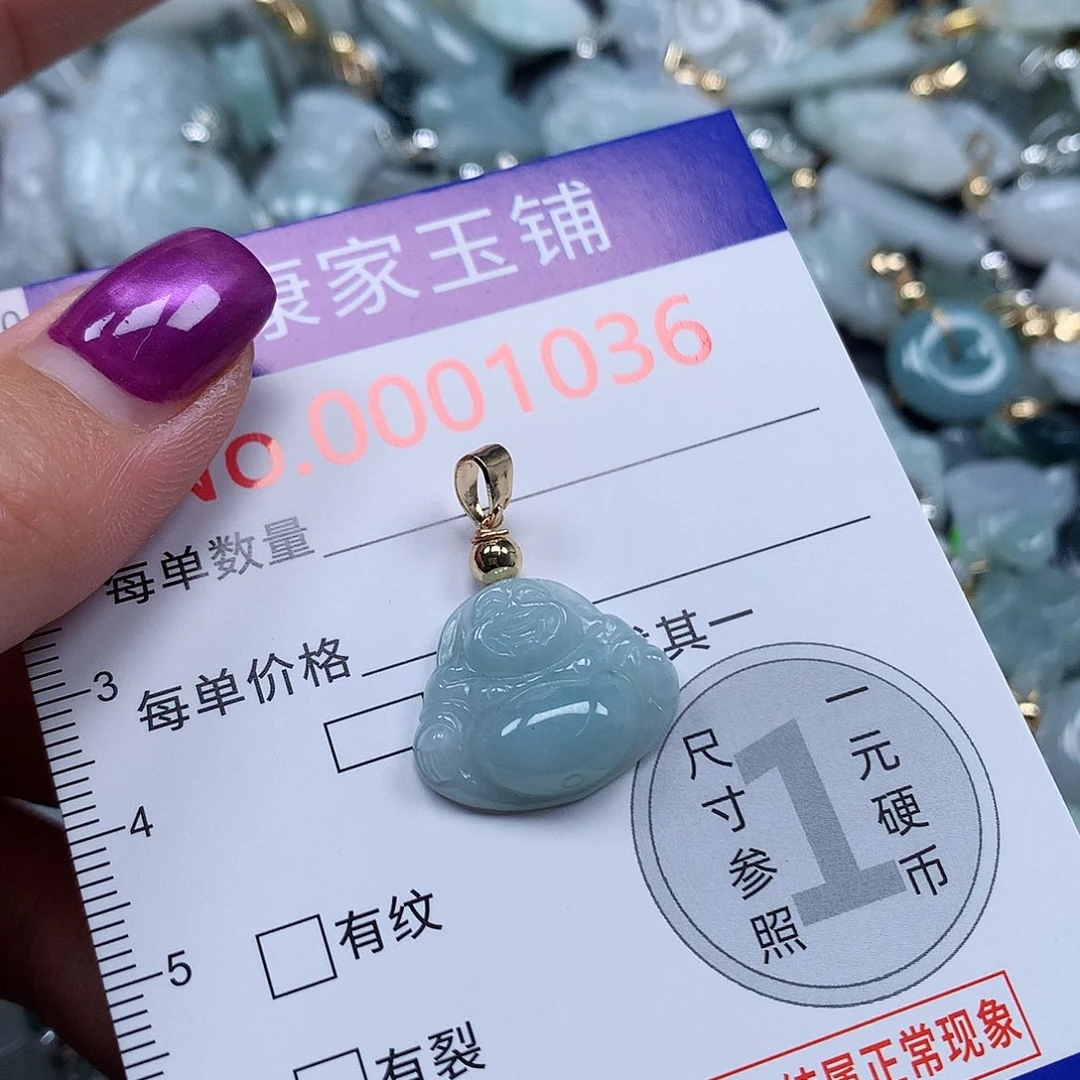 康家玉铺
No.0001036
每单数量
每单价格
其一
3
4
5
有纹
有裂
1
尺寸参照
一元硬币
属正常现象